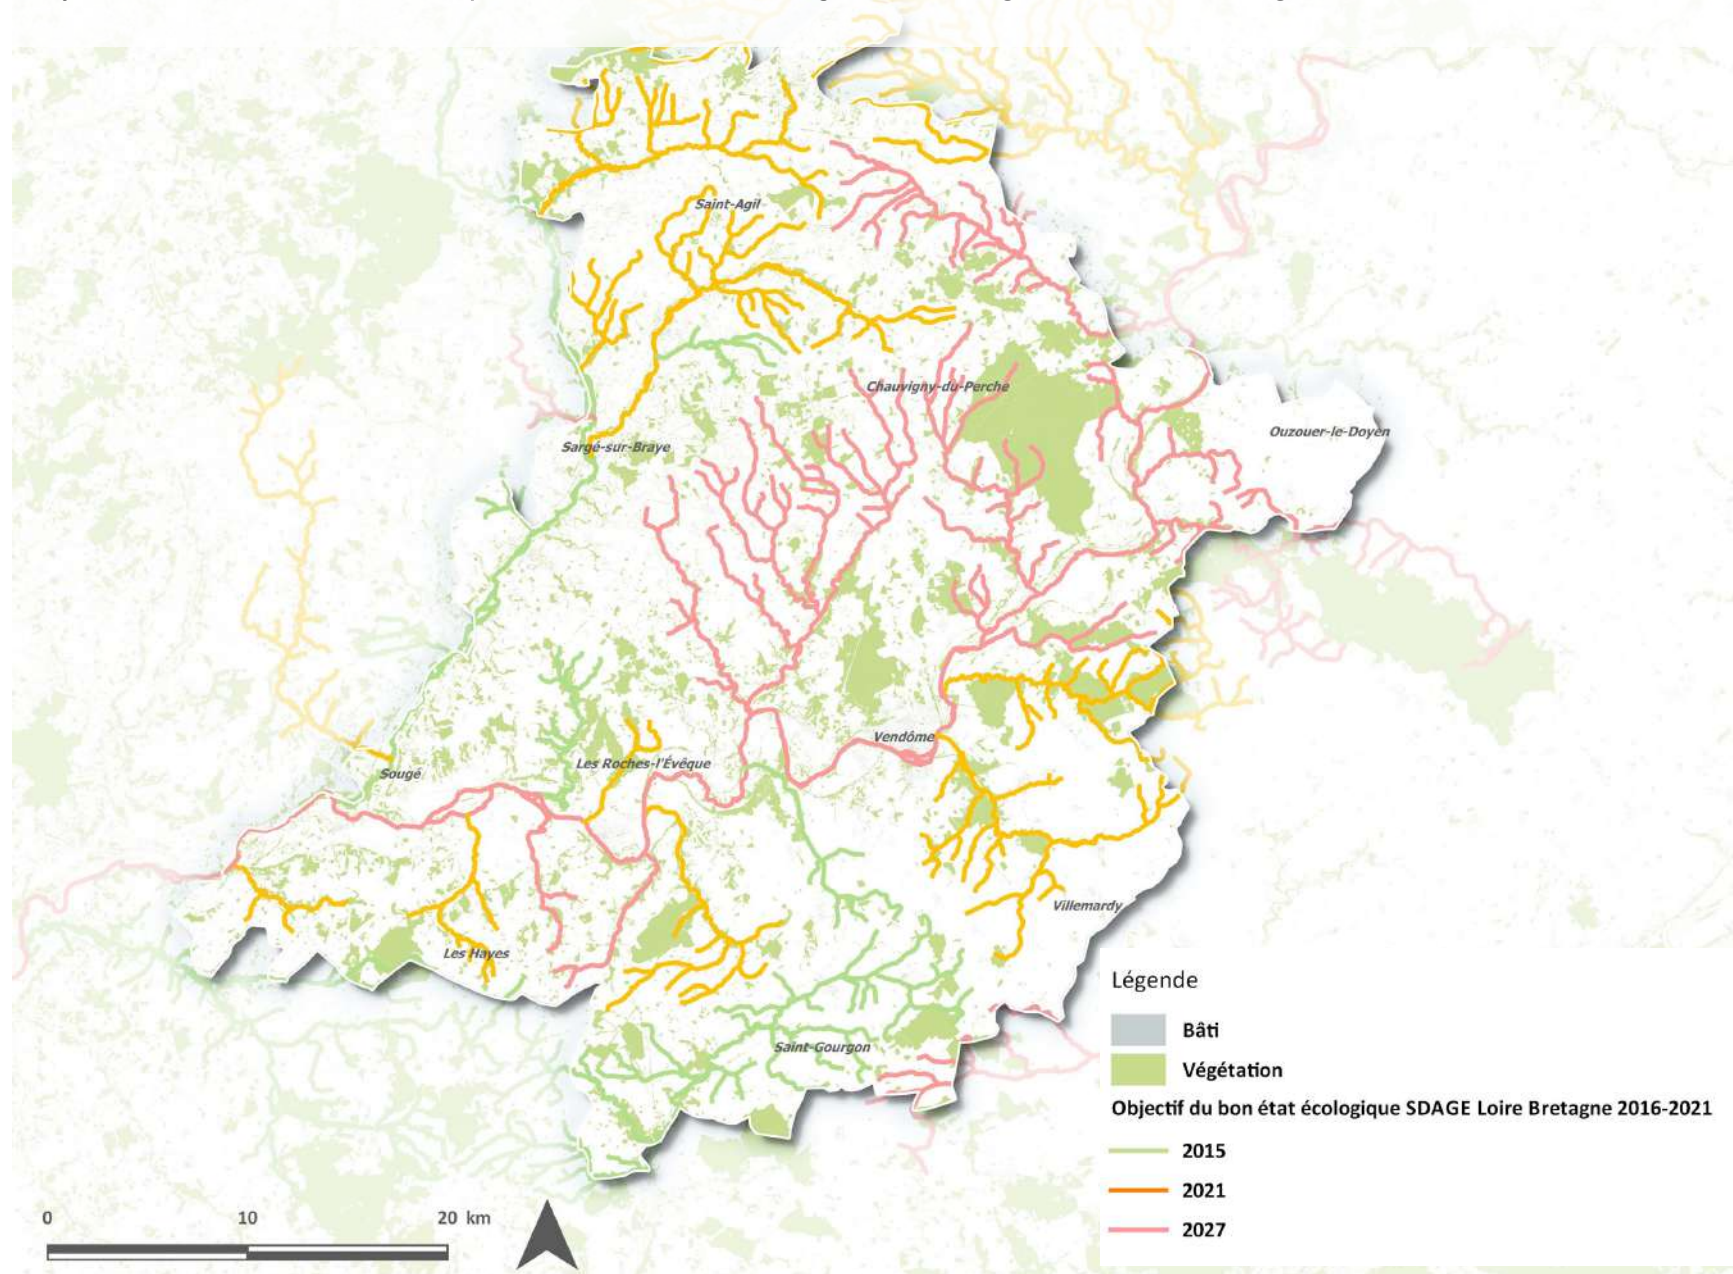 Saint-Agil
Chauvigny-du-Perche
Ouzouer-le-Doyen
Sargé-sur-Braye
Vendôme
Les Roches-l'Évêque
Sougé
Villemardy
Les Hayes
Saint-Gourgon
Légende
Bâti
Végétation
Objectif du bon état écologique SDAGE Loire Bretagne 2016-2021
2015
2021
2027
0 10 20 km